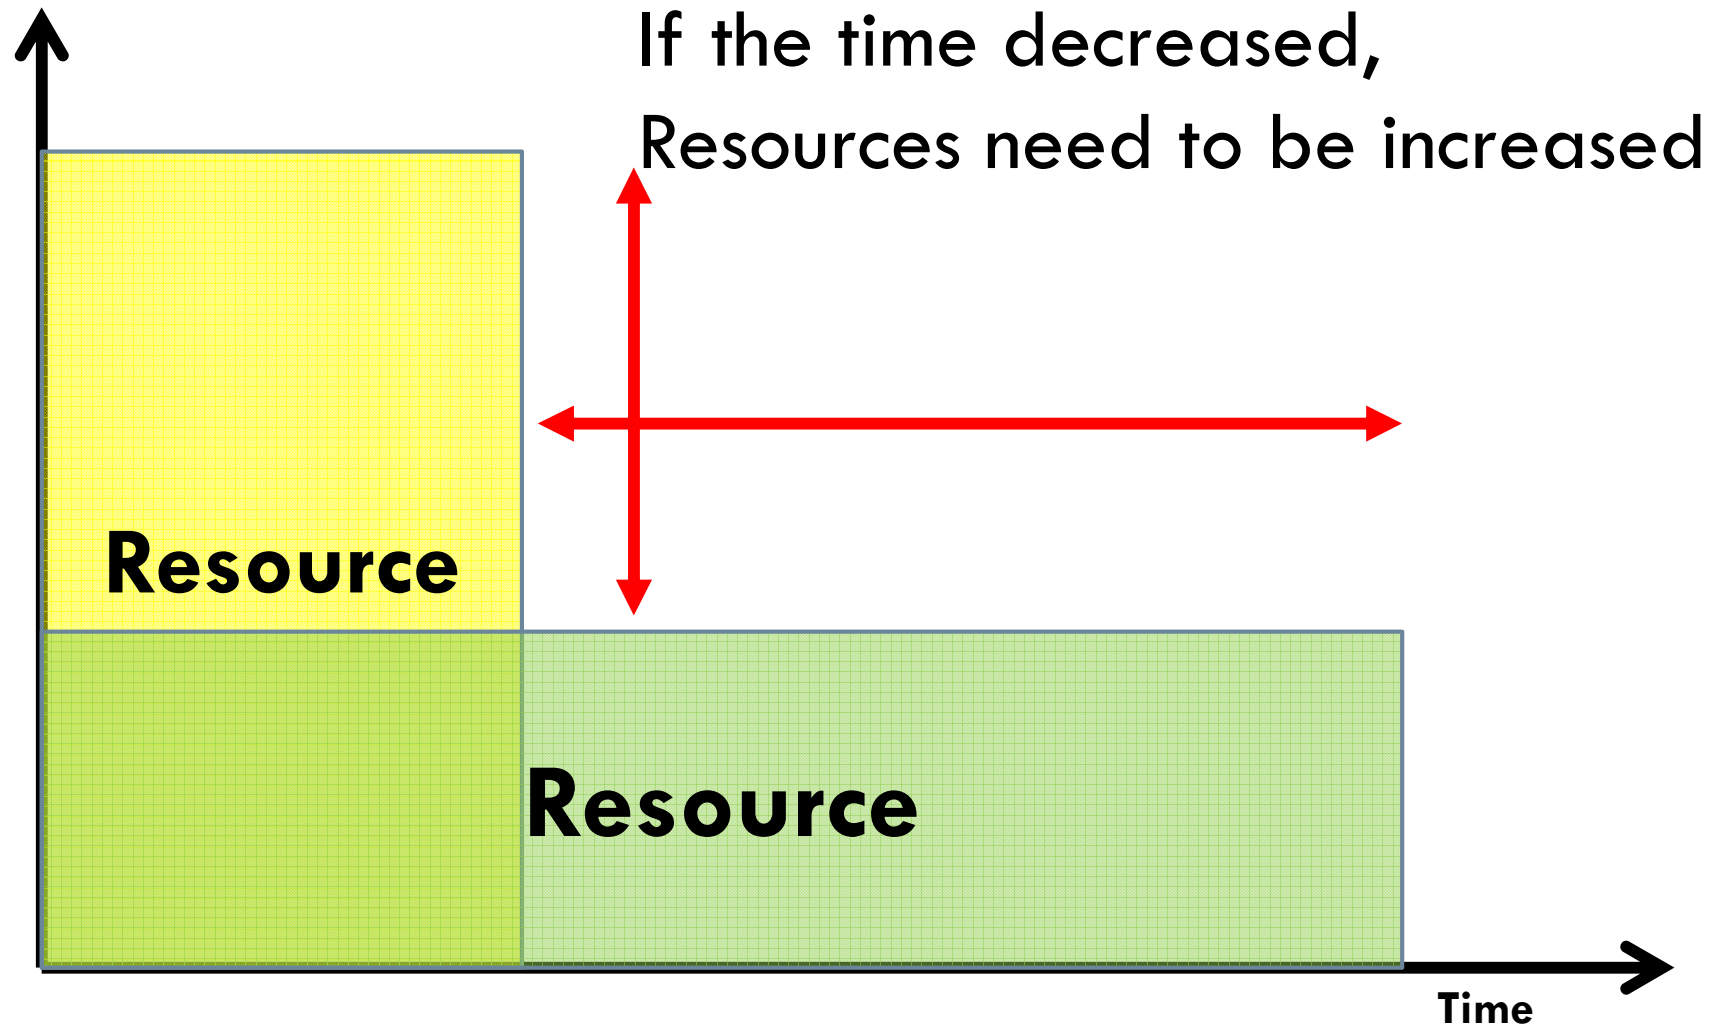 If the time decreased,
Resources need to be increased
Resource
Resource
Time